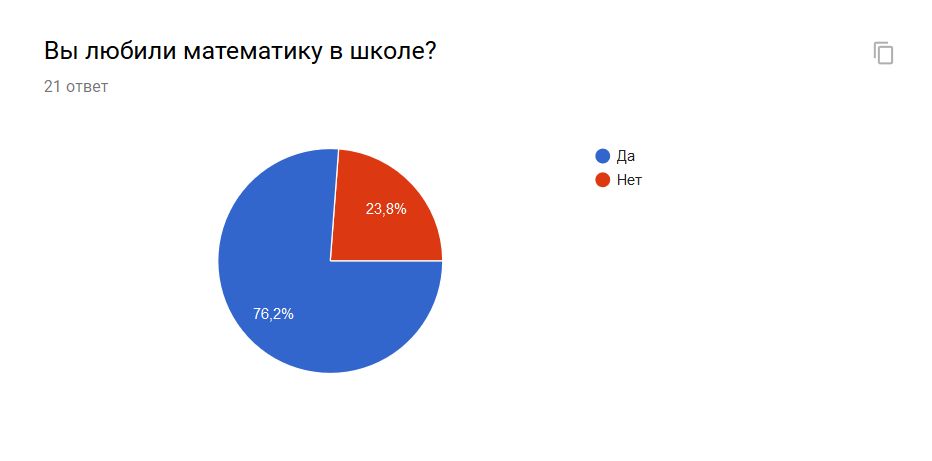 Вы любили математику в школе?
21 ответ
Да
Нет
23,8%
76,2%